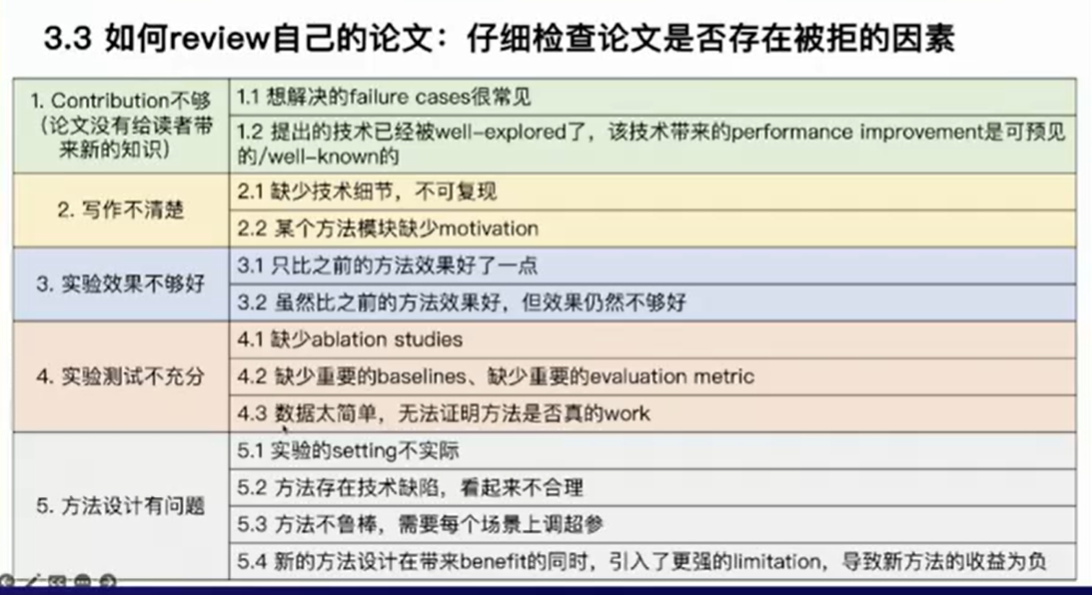 3.3 如何review自己的论文：仔细检查论文是否存在被拒的因素
1. Contribution不够
（论文没有给读者带
来新的知识）
1.1 想解决的failure cases很常见
1.2 提出的技术已经被well-explored了，该技术带来的performance improvement是可预见
的/well-known的
2. 写作不清楚
2.1 缺少技术细节，不可复现
2.2 某个方法模块缺少motivation
3. 实验效果不够好
3.1 只比之前的方法效果好了一点
3.2 虽然比之前的方法效果好，但效果仍然不够好
4. 实验测试不充分
4.1 缺少ablation studies
4.2 缺少重要的baselines、缺少重要的evaluation metric
4.3 数据太简单，无法证明方法是否真的work
5. 方法设计有问题
5.1 实验的setting不实际
5.2 方法存在技术缺陷，看起来不合理
5.3 方法不鲁棒，需要每个场景上调超参
5.4 新的方法设计在带来benefit的同时，引入了更强的limitation，导致新方法的收益为负